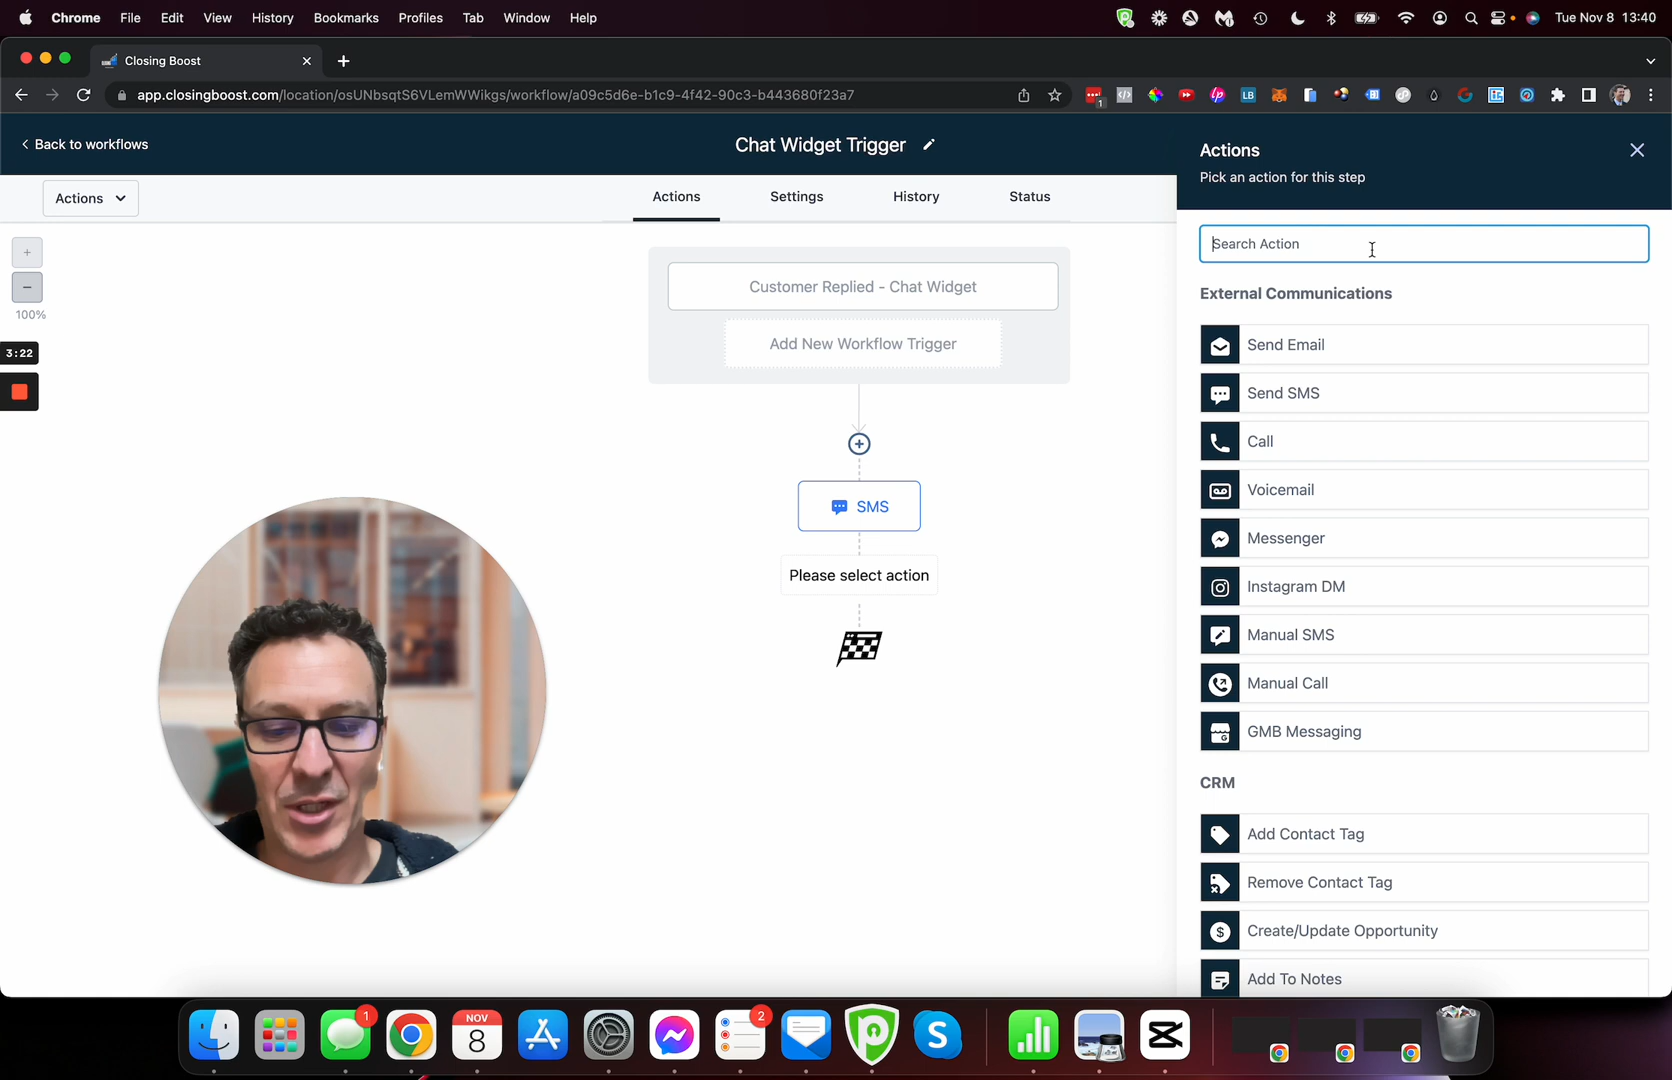 Chrome File Edit View History Bookmarks Profiles Tab Window Help Tue Nov 8 13:40
Closing Boost
app.closingboost.com/location/osUNbsqtS6VLemWWikgs/workflow/a09c5d6e-b1c9-4f42-90c3-b443680f23a7
1
LB
Back to workflows
Chat Widget Trigger
Actions
Pick an action for this step
Actions
Actions
Settings
History
Status
Search Action
+
−
100%
3:22
Customer Replied - Chat Widget
Add New Workflow Trigger
SMS
Please select action
External Communications
Send Email
Send SMS
Call
Voicemail
Messenger
Instagram DM
Manual SMS
Manual Call
GMB Messaging
CRM
Add Contact Tag
Remove Contact Tag
Create/Update Opportunity
Add To Notes
1
NOV
8
2